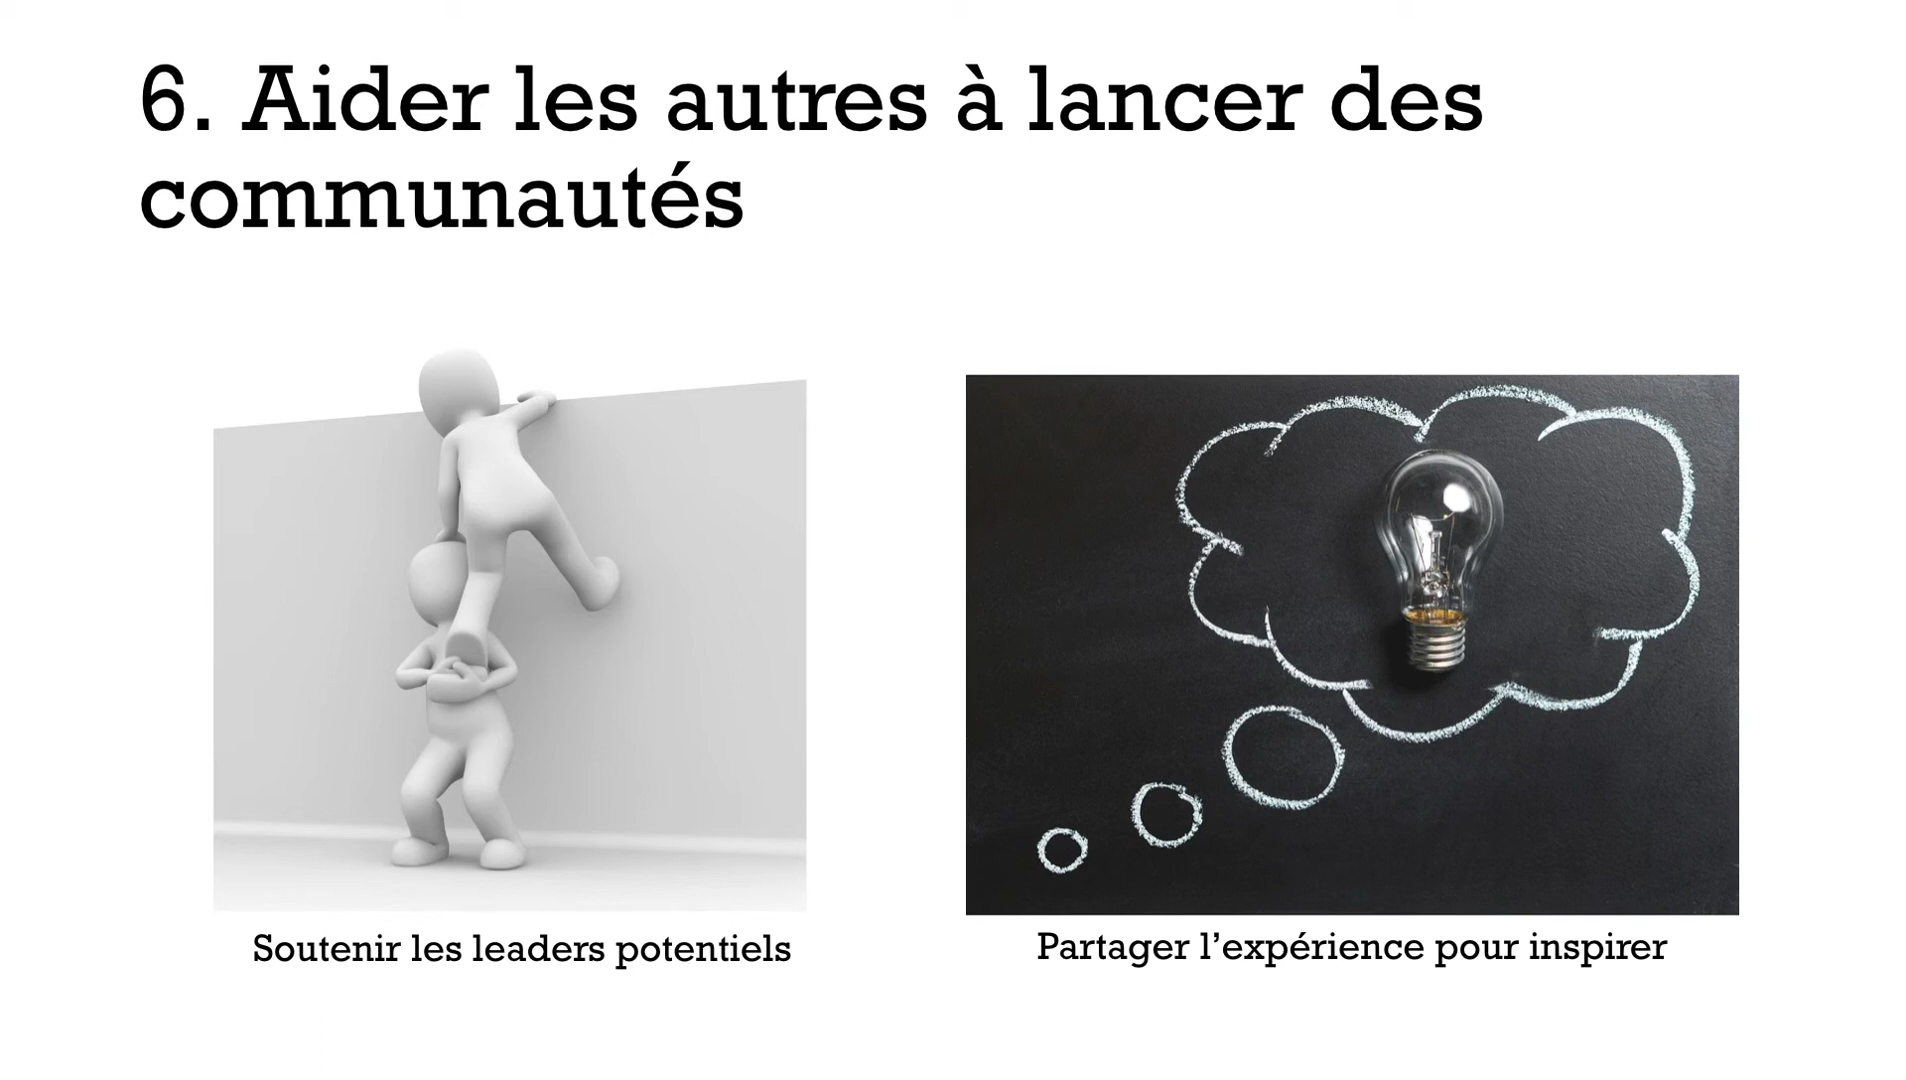 6. Aider les autres à lancer des
communautés
Soutenir les leaders potentiels
Partager l’expérience pour inspirer